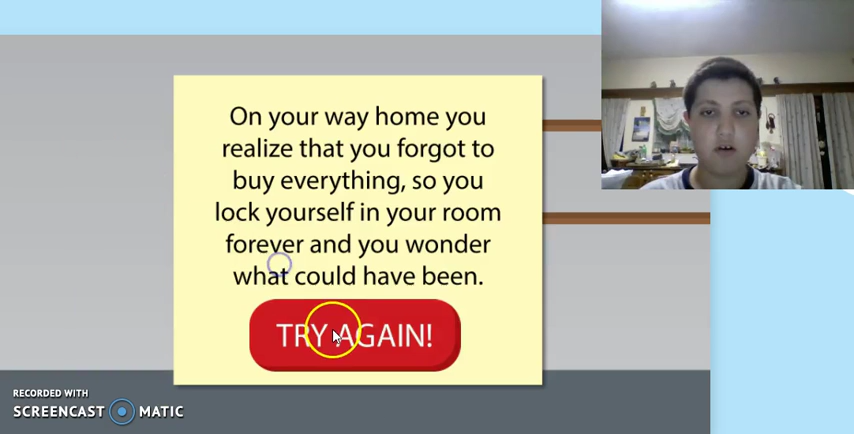 On your way home you
realize that you forgot to
buy everything, so you
lock yourself in your room
forever and you wonder
what could have been.
TRY AGAIN!
RECORDED WITH
SCREENCAST MATIC